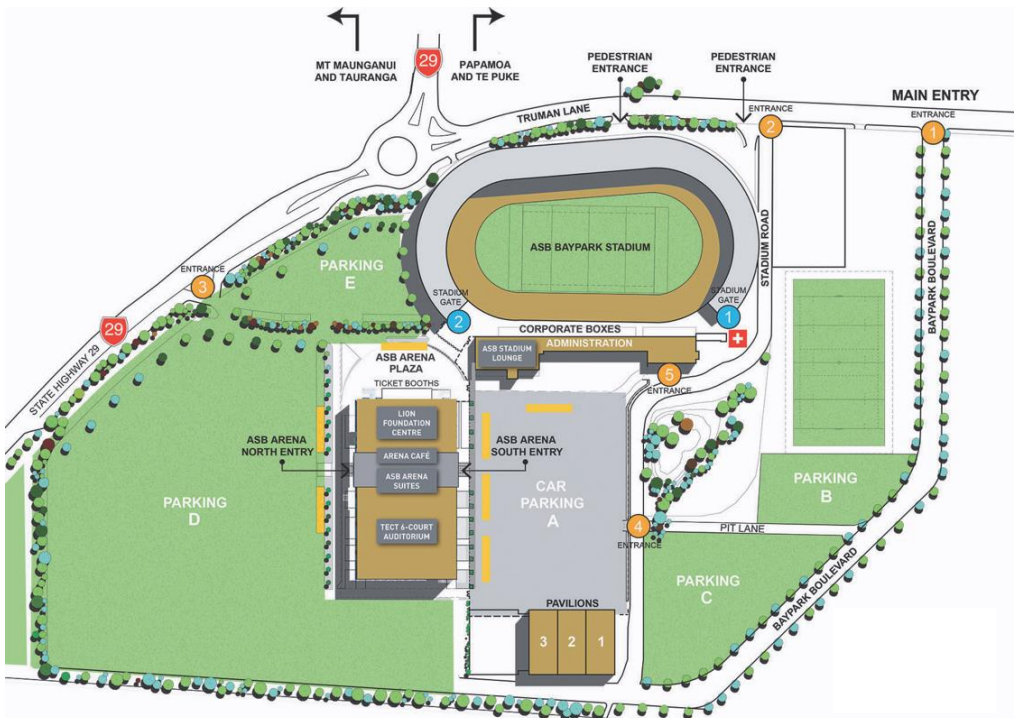 MT MAUNGANUI
AND TAURANGA
29
PAPAMOA
AND TE PUKE
PEDESTRIAN
ENTRANCE
PEDESTRIAN
ENTRANCE
MAIN ENTRY
TRUMAN LANE
ENTRANCE
2
ENTRANCE
1
ASB BAYPARK STADIUM
STADIUM ROAD
BAYPARK BOULEVARD
PARKING
E
ENTRANCE
3
29
STATE HIGHWAY 29
STADIUM
GATE
2
STADIUM
GATE
1
CORPORATE BOXES
ADMINISTRATION
ASB STADIUM
LOUNGE
ASB ARENA
PLAZA
TICKET BOOTHS
5
ENTRANCE
LION
FOUNDATION
CENTRE
ASB ARENA
NORTH ENTRY
ARENA CAFÉ
ASB ARENA
SUITES
ASB ARENA
SOUTH ENTRY
TECT 6-COURT
AUDITORIUM
PARKING
D
CAR
PARKING
A
PARKING
B
4
ENTRANCE
PIT LANE
PARKING
C
BAYPARK BOULEVARD
PAVILIONS
3
2
1